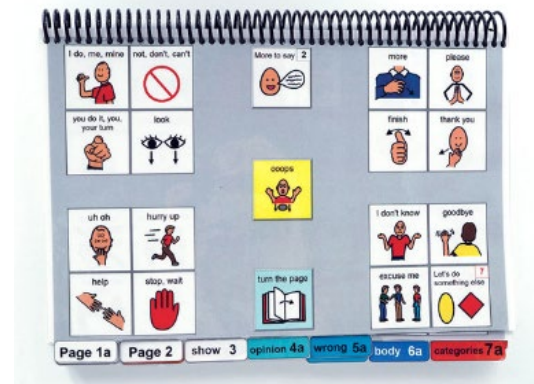 I do, me, mine
not, don't, can't
More to say 2
more
please
you do it, you,
your turn
look
finish
thank you
ooops
uh oh
hurry up
I don't know
goodbye
help
stop, wait
turn the page
excuse me
Let's do
something else
7
Page 1a
Page 2
show 3
opinion 4a
wrong 5a
body 6a
categories 7a